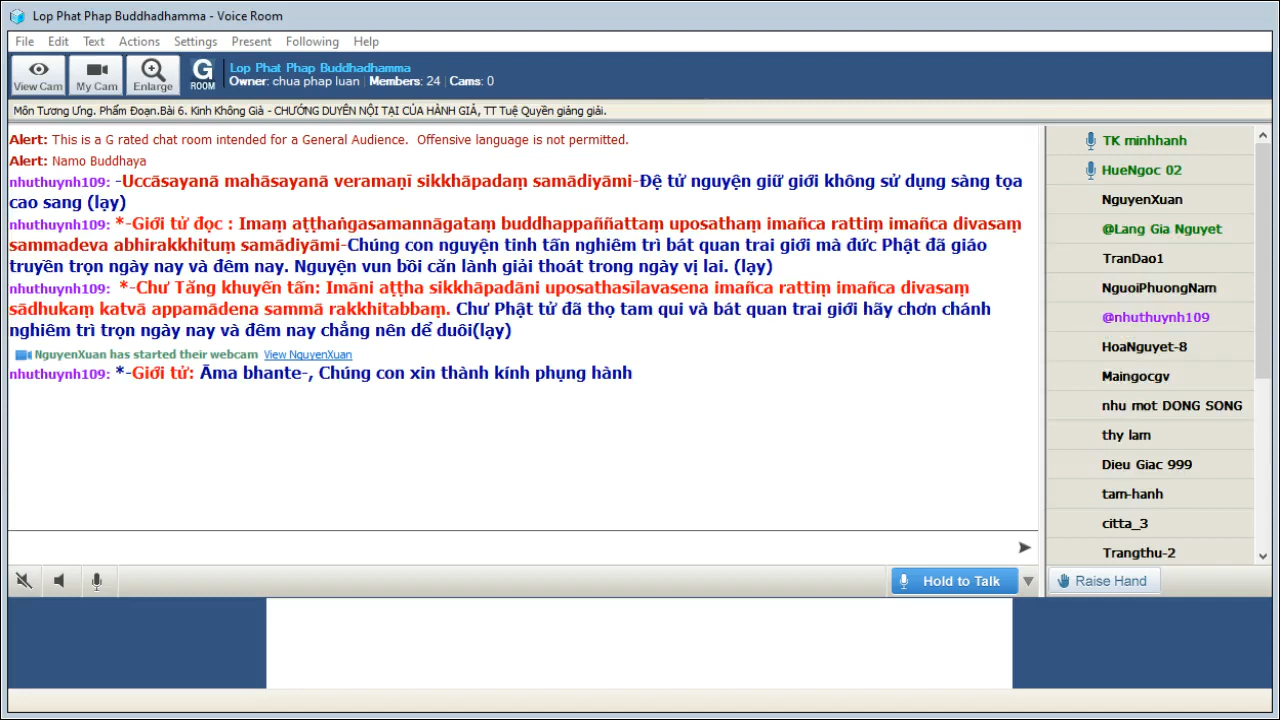 Lop Phat Phap Buddhadhamma - Voice Room
File Edit Text Actions Settings Present Following Help
View Cam My Cam Enlarge G ROOM
Lop Phat Phap Buddhadhamma
Owner: chua phap luan | Members: 24 | Cams: 0
Môn Tương Ưng. Phẩm Đoạn.Bài 6. Kinh Không Già - CHƯỚNG DUYÊN NỘI TẠI CỦA HÀNH GIẢ, TT Tuệ Quyền giảng giải.
Alert: This is a G rated chat room intended for a General Audience. Offensive language is not permitted.
Alert: Namo Buddhaya
nhuthuynh109: -Uccāsayanā mahāsayanā veramaṇī sikkhāpadaṃ samādiyāmi-Đệ tử nguyện giữ giới không sử dụng sàng tọa
cao sang (lạy)
nhuthuynh109: *-Giới tử đọc : Imaṃ aṭṭhaṅgasamannāgataṃ buddhappaññattaṃ uposathaṃ imañca rattiṃ imañca divasaṃ
sammadeva abhirakkhituṃ samādiyāmi-Chúng con nguyện tinh tấn nghiêm trì bát quan trai giới mà đức Phật đã giáo
truyền trọn ngày nay và đêm nay. Nguyện vun bồi căn lành giải thoát trong ngày vị lai. (lạy)
nhuthuynh109: *-Chư Tăng khuyên tấn: Imāni aṭṭha sikkhāpadāni uposathasīlavasena imañca rattiṃ imañca divasaṃ
sādhukaṃ katvā appamādena sammā rakkhitabbaṃ. Chư Phật tử đã thọ tam qui và bát quan trai giới hãy chơn chánh
nghiêm trì trọn ngày nay và đêm nay chẳng nên dể duôi(lạy)
NguyenXuan has started their webcam View NguyenXuan
nhuthuynh109: *-Giới tử: Āma bhante-, Chúng con xin thành kính phụng hành
TK minhhanh
HueNgoc 02
NguyenXuan
@Lang Gia Nguyet
TranDao1
NguoiPhuongNam
@nhuthuynh109
HoaNguyet-8
Maingocgv
nhu mot DONG SONG
thy lam
Dieu Giac 999
tam-hanh
citta_3
Trangthu-2
Hold to Talk
Raise Hand